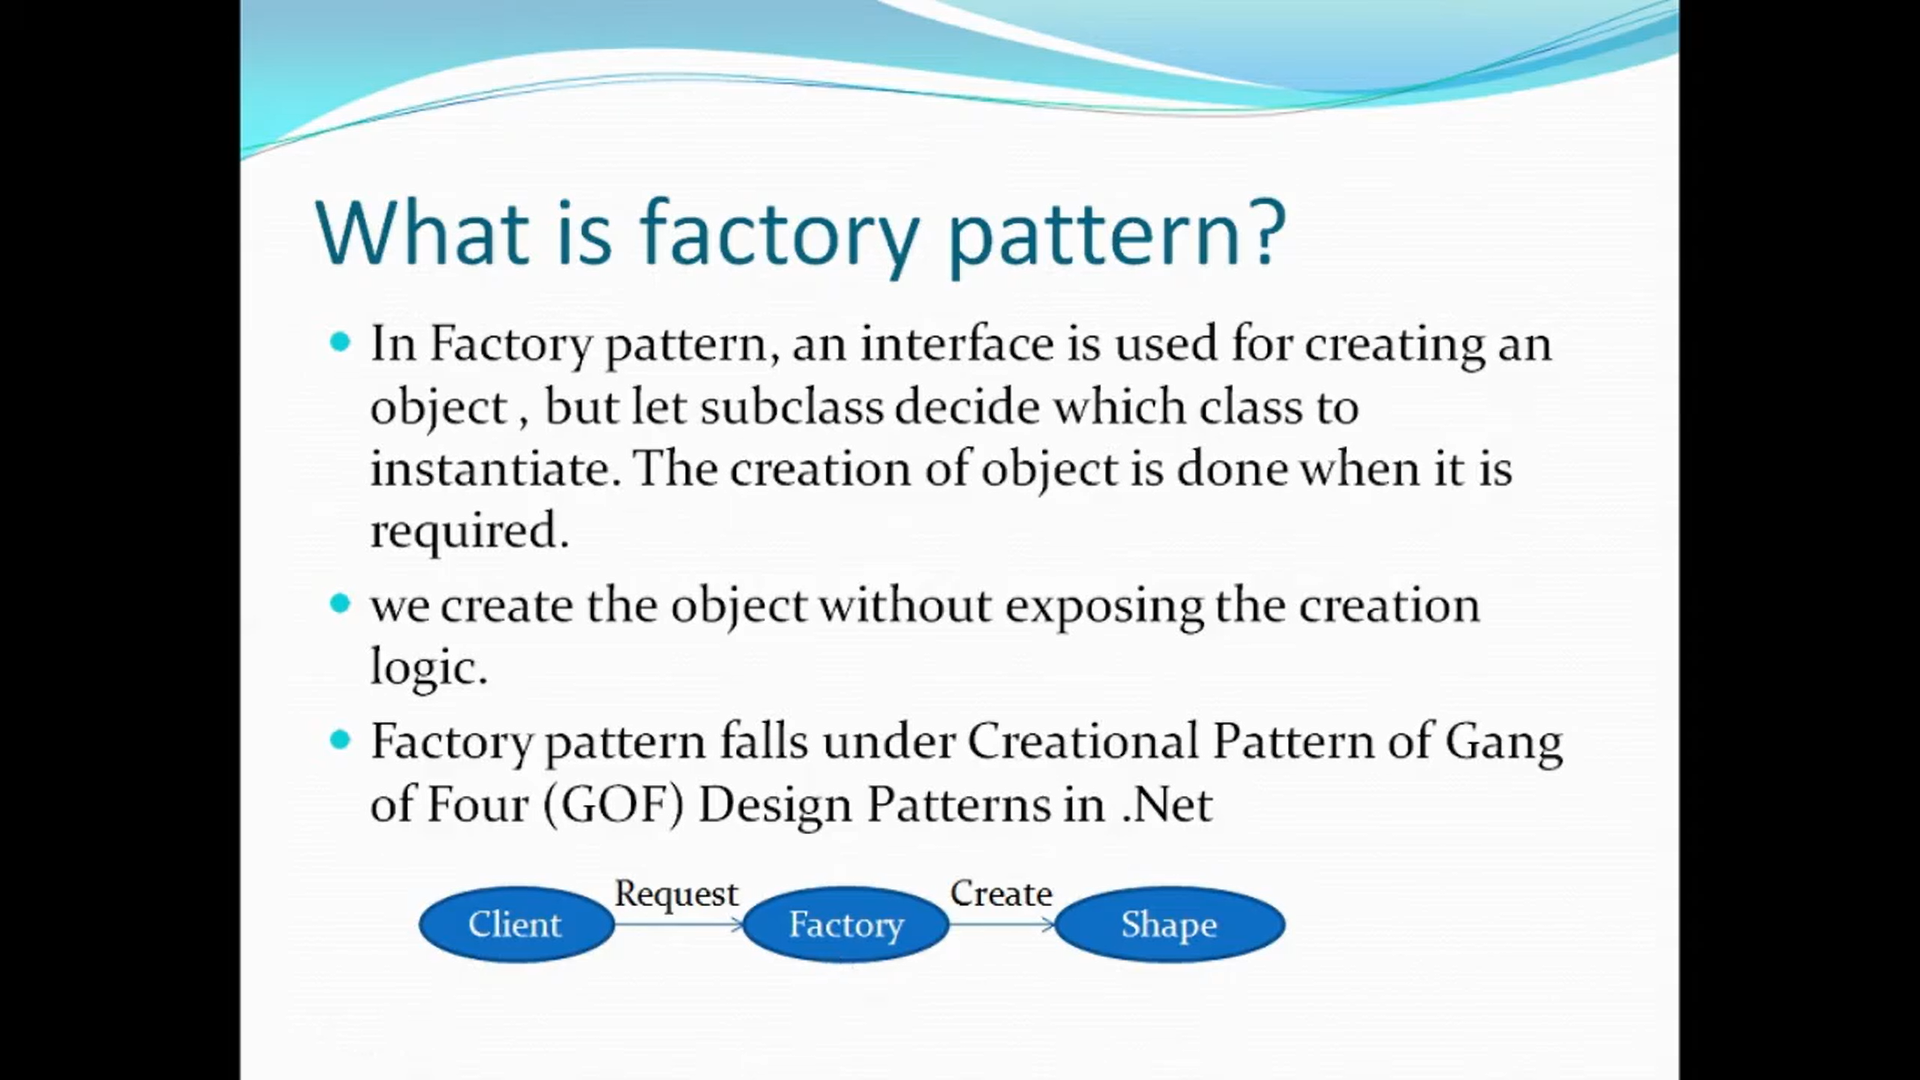 What is factory pattern?
In Factory pattern, an interface is used for creating an
object , but let subclass decide which class to
instantiate. The creation of object is done when it is
required.
we create the object without exposing the creation
logic.
Factory pattern falls under Creational Pattern of Gang
of Four (GOF) Design Patterns in .Net
Client
Request
Factory
Create
Shape